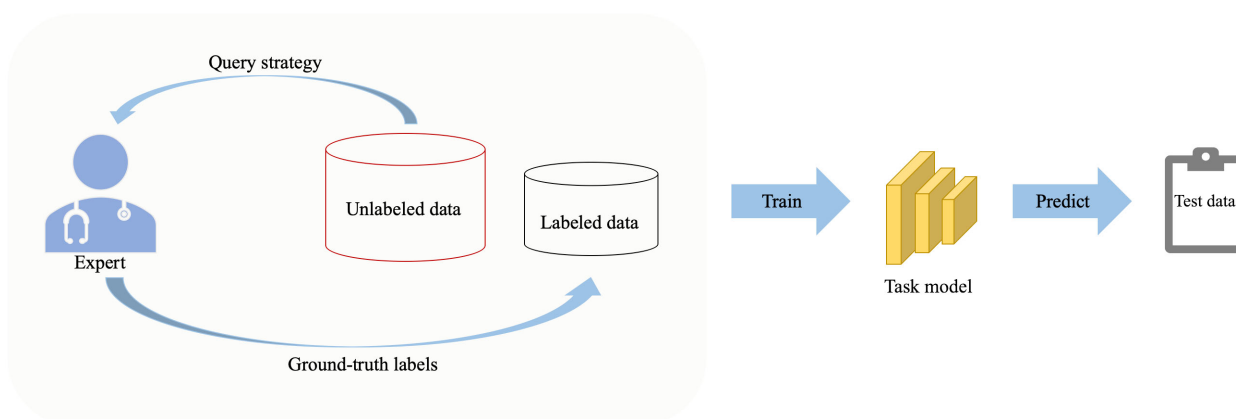 Query strategy
Unlabeled data
Labeled data
Expert
Ground-truth labels
Train
Task model
Predict
Test data